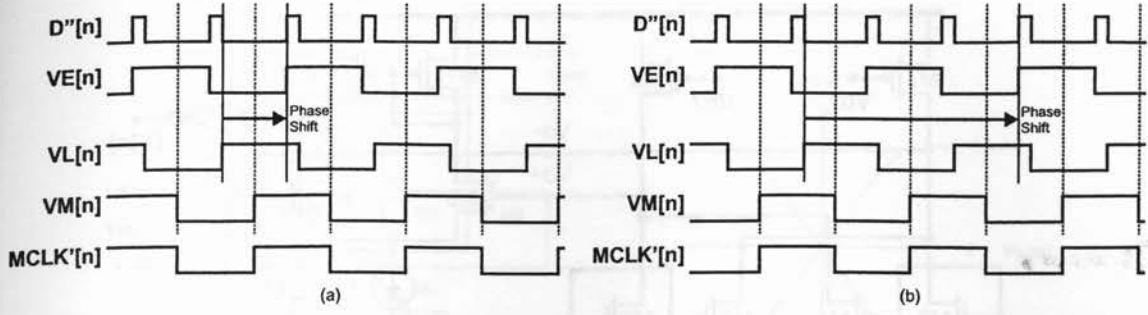 D"[n]
VE[n]
Phase
Shift
VL[n]
VM[n]
MCLK'[n]
(a)
D"[n]
VE[n]
Phase
Shift
VL[n]
VM[n]
MCLK'[n]
(b)